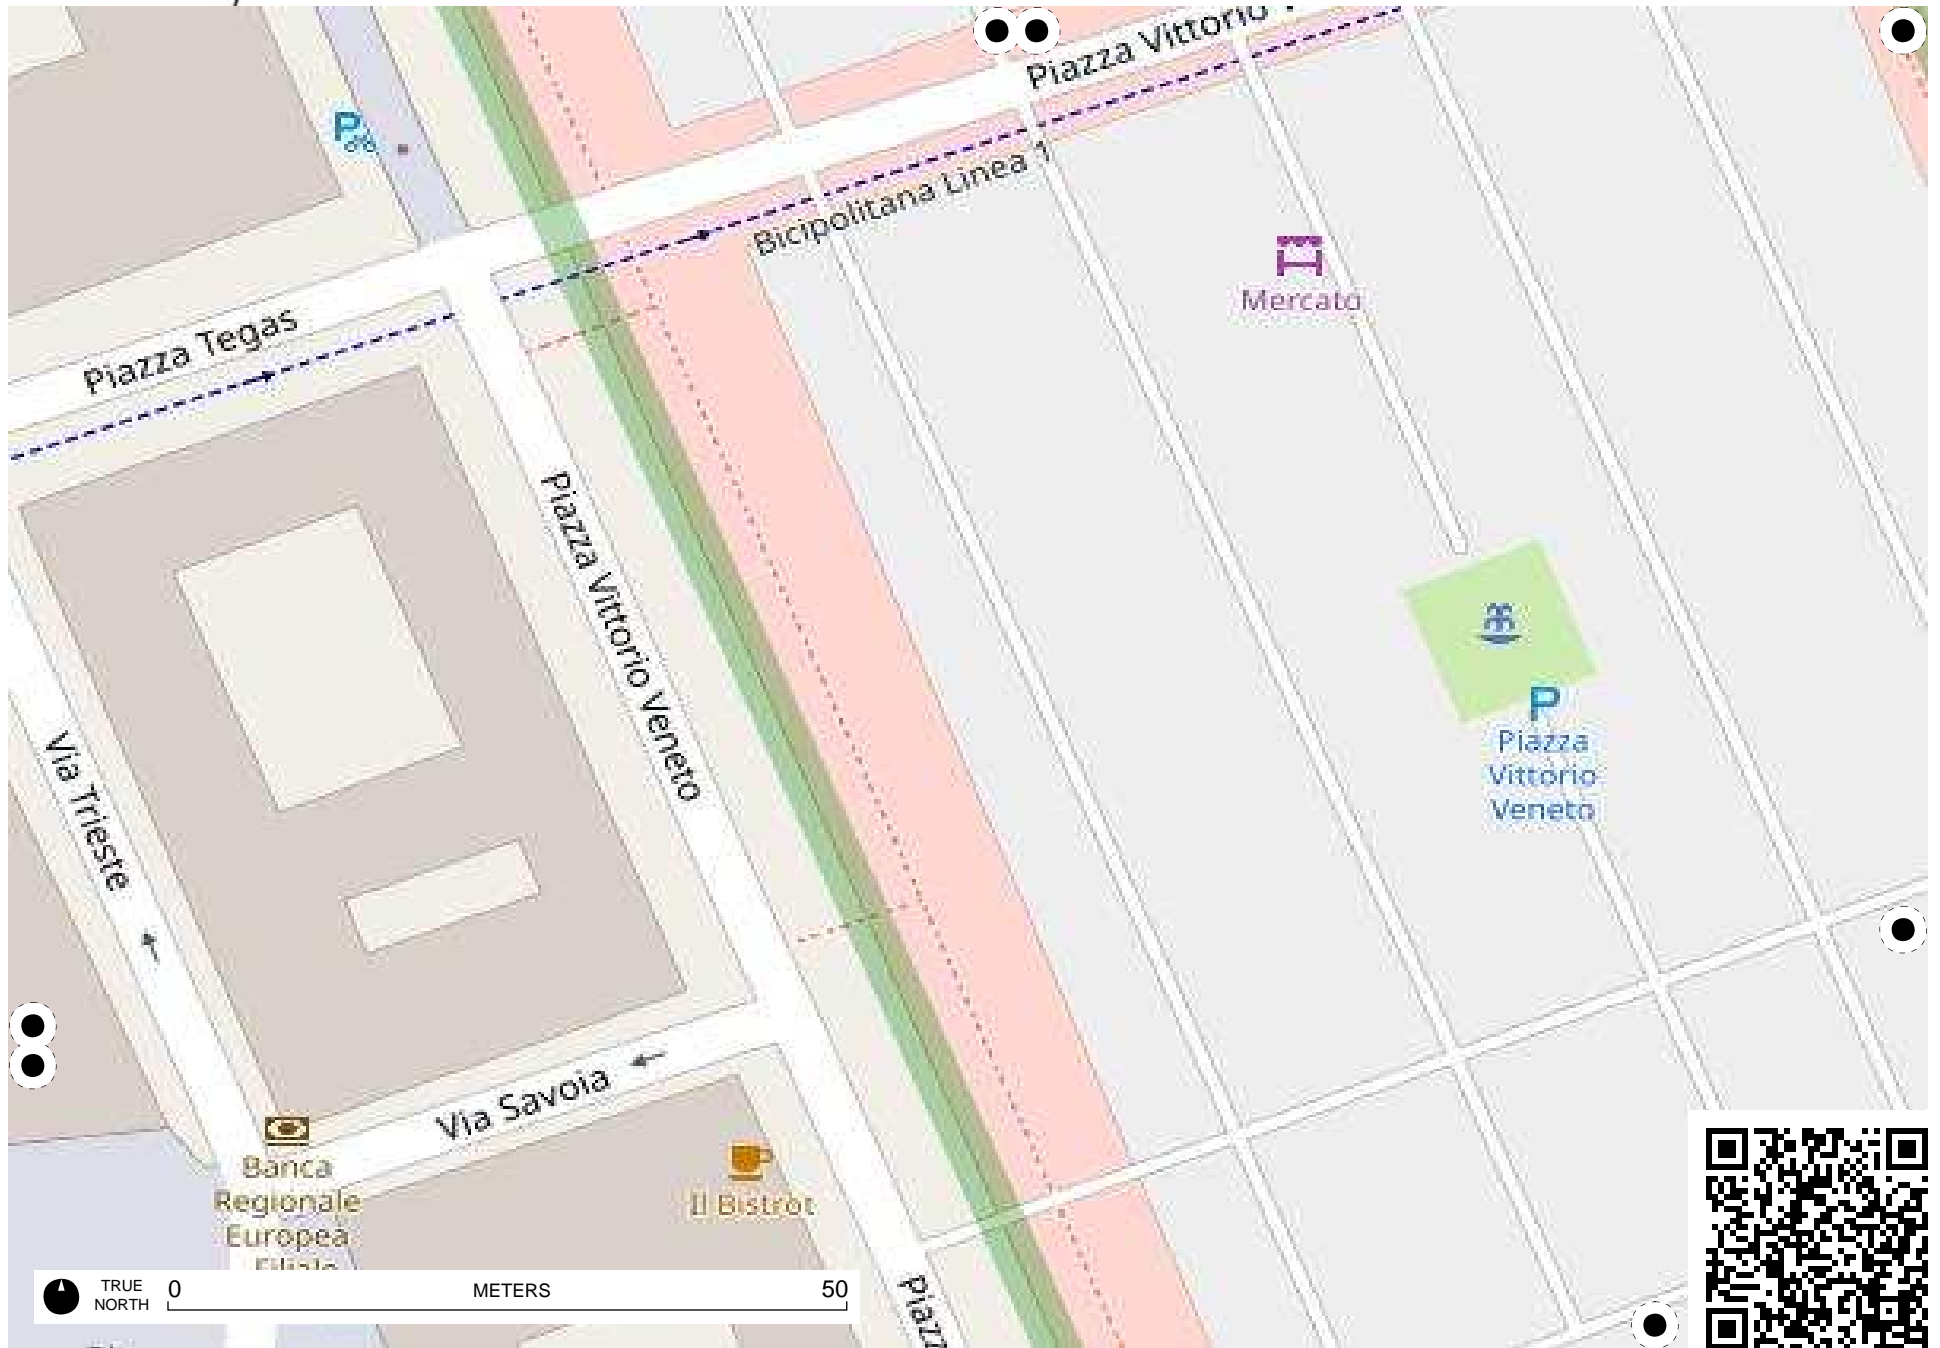 Piazza Vittorio
Bicipolitana Linea 1
Piazza Tegas
Mercato
Piazza Vittorio Veneto
Piazza
Vittorio
Veneto
Via Trieste
Via Savoia
Banca
Regionale
Europea
Filiale
Il Bistrot
TRUE
NORTH
0
METERS
50